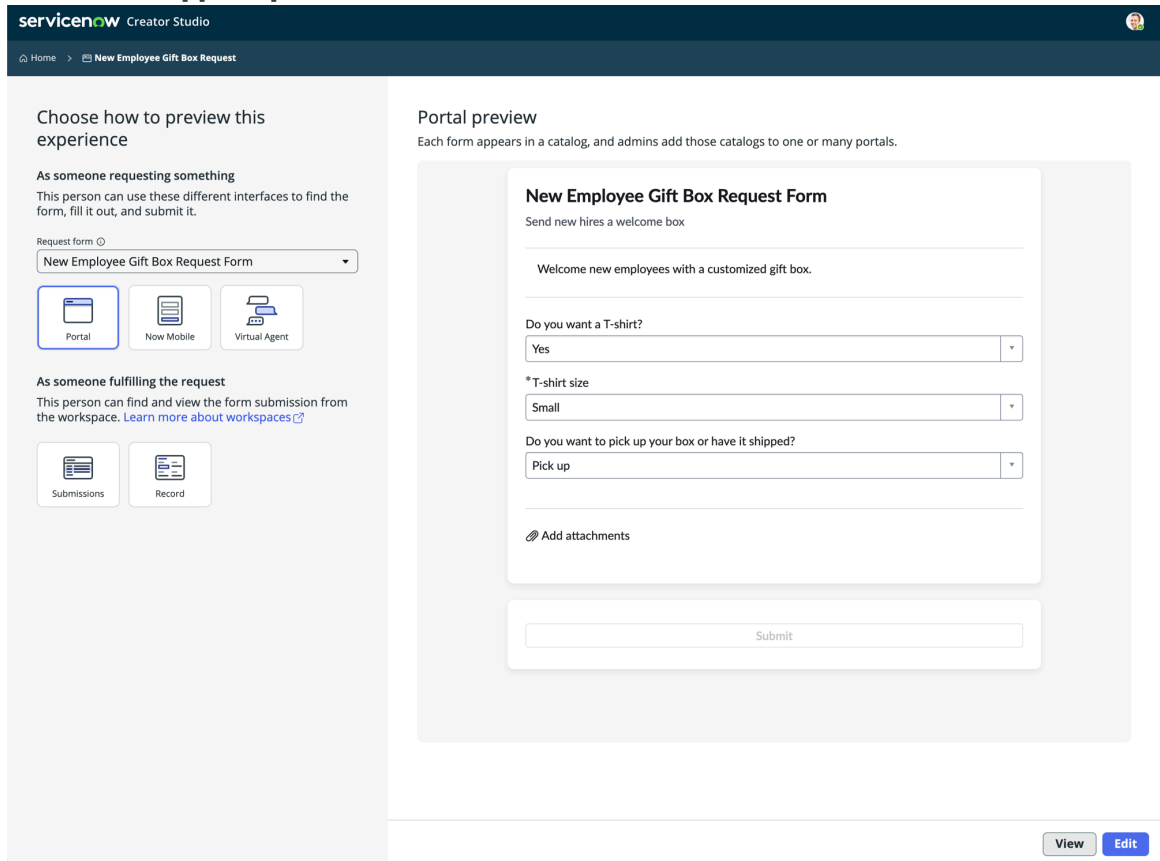 servicenow Creator Studio
Home > New Employee Gift Box Request
Choose how to preview this
experience
As someone requesting something
This person can use these different interfaces to find the
form, fill it out, and submit it.
Request form
New Employee Gift Box Request Form
Portal
Now Mobile
Virtual Agent
As someone fulfilling the request
This person can find and view the form submission from
the workspace. Learn more about workspaces
Submissions
Record
Portal preview
Each form appears in a catalog, and admins add those catalogs to one or many portals.
New Employee Gift Box Request Form
Send new hires a welcome box
Welcome new employees with a customized gift box.
Do you want a T-shirt?
Yes
*T-shirt size
Small
Do you want to pick up your box or have it shipped?
Pick up
Add attachments
Submit
View
Edit